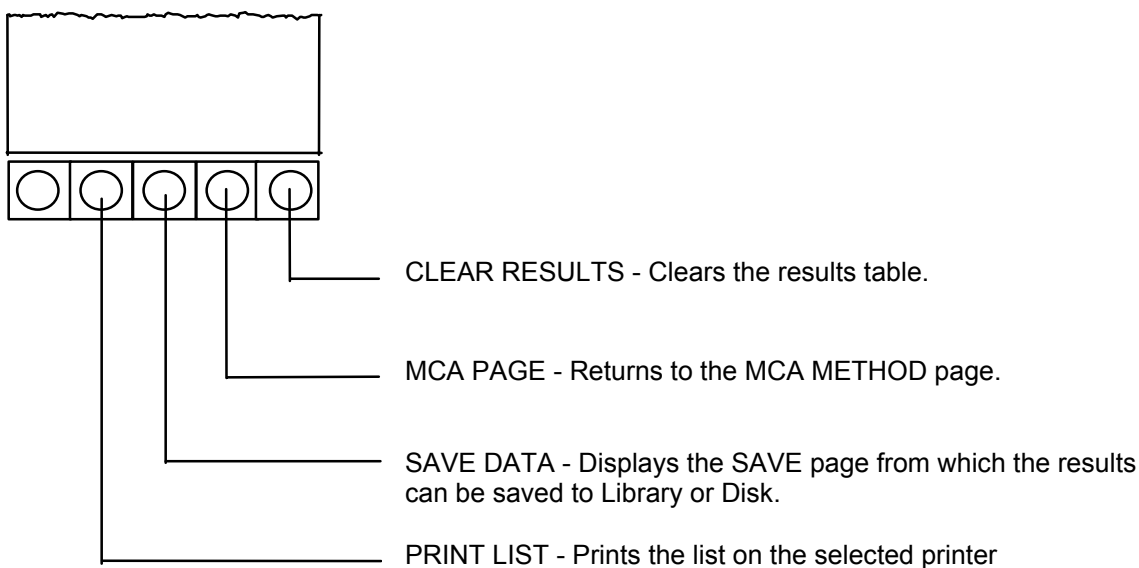 CLEAR RESULTS - Clears the results table.
MCA PAGE - Returns to the MCA METHOD page.
SAVE DATA - Displays the SAVE page from which the results
can be saved to Library or Disk.
PRINT LIST - Prints the list on the selected printer